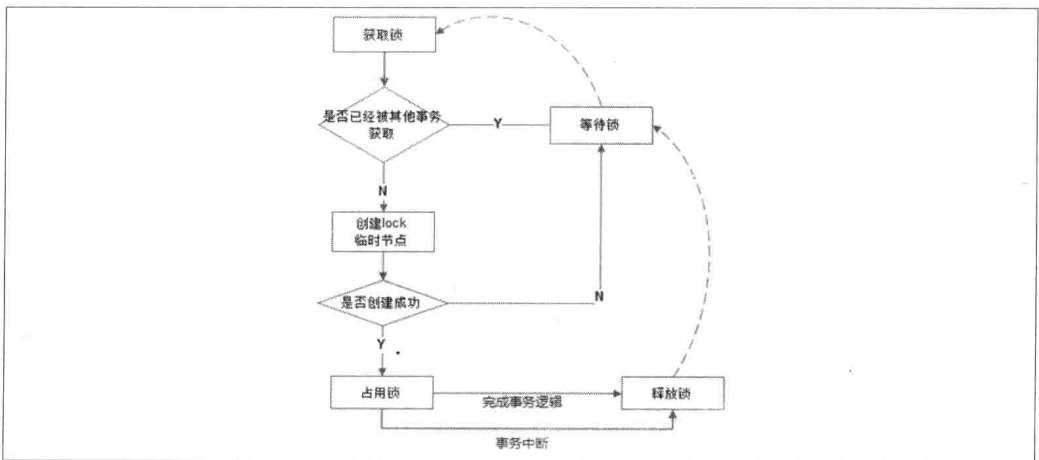 获取锁
是否已经被其他事务
获取
Y
等待锁
N
创建lock
临时节点
是否创建成功
N
Y
占用锁
完成事务逻辑
释放锁
事务中断